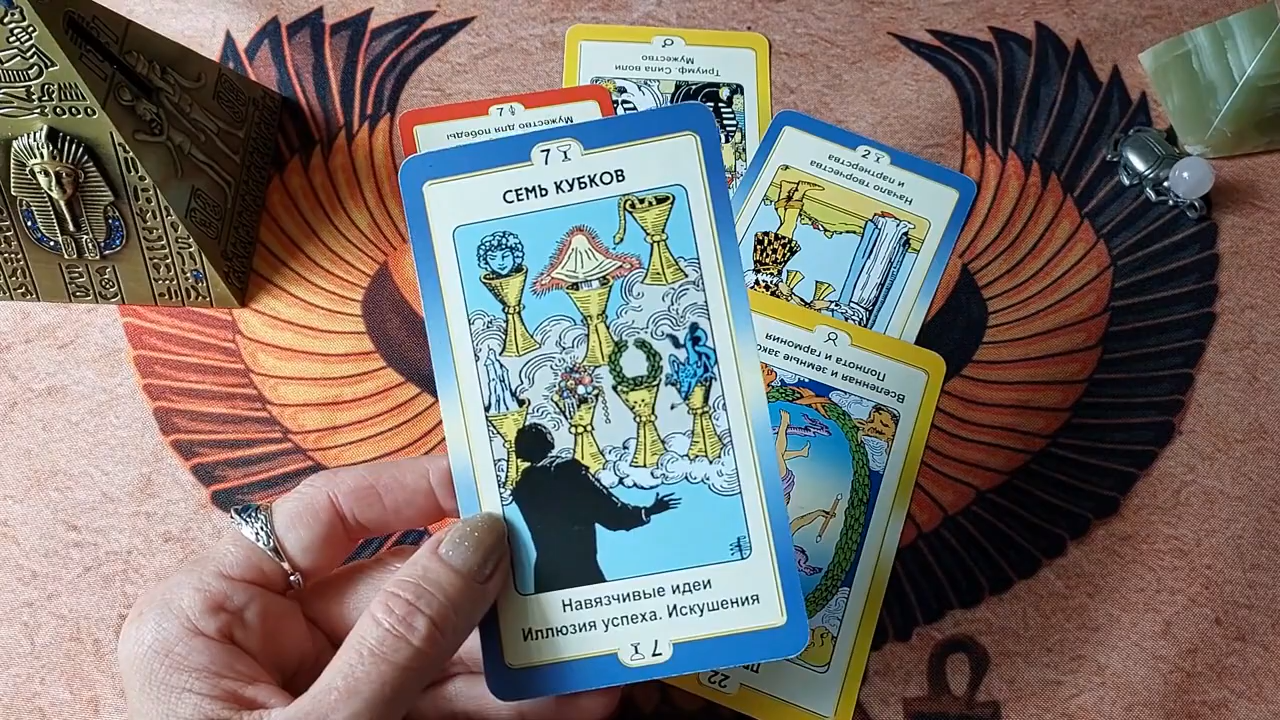 7
СЕМЬ КУБКОВ
Навязчивые идеи
Иллюзия успеха. Искушения
7
7
Мужество для победы
Триумф. Сила воли
Мужество
2
Начало творчества
и партнерства
Вселенная и земные
Полнота и гармония
22